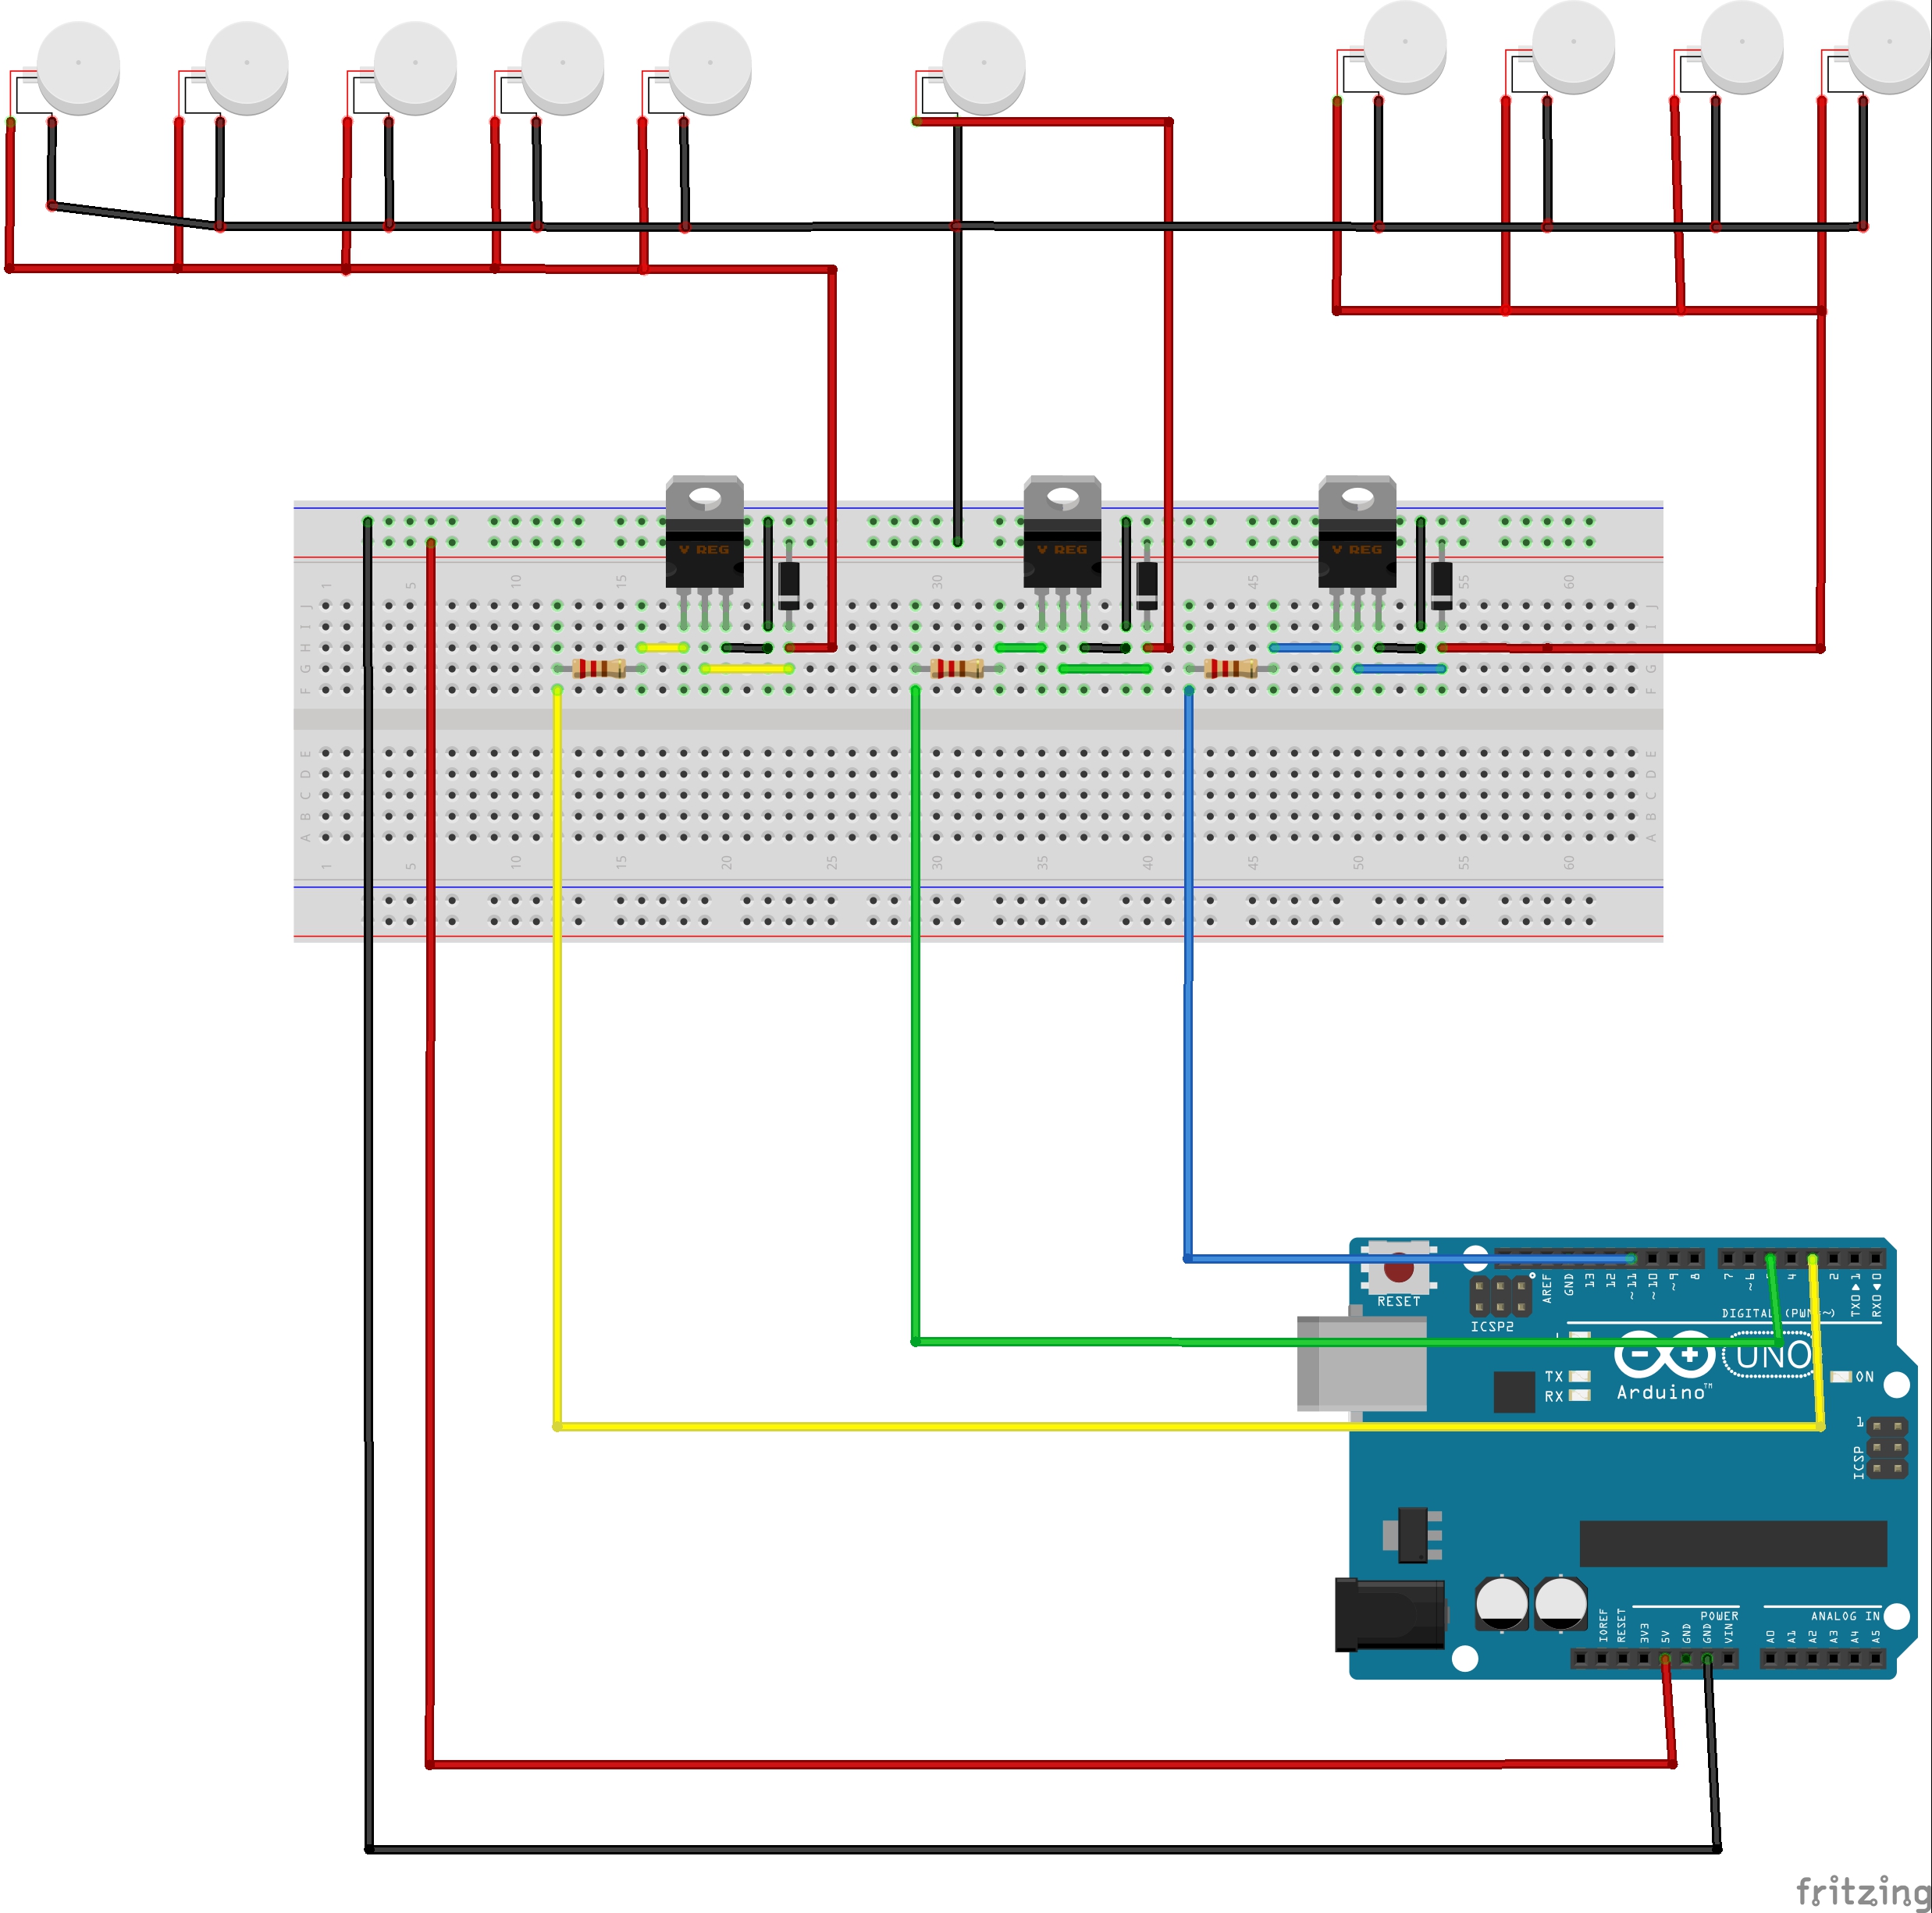 V REG V REG V REG
1 5 10 15 30 45 55 60
J J
I I
H H
G G
F F
E E
D D
C C
B B
A A
1 5 10 15 20 25 30 35 40 45 50 55 60
RESET
ICSP2
AREF GND 13 12 ~11 ~10 ~9 8 7 ~6 4 2 TX0▶1 RX0◀0
DIGITAL (PWM ~)
TX
RX
UNO
Arduino™
ON
1
ICSP
IOREF RESET 3V3 5V GND GND VIN
POWER
ANALOG IN
A0 A1 A2 A3 A4 A5
fritzing